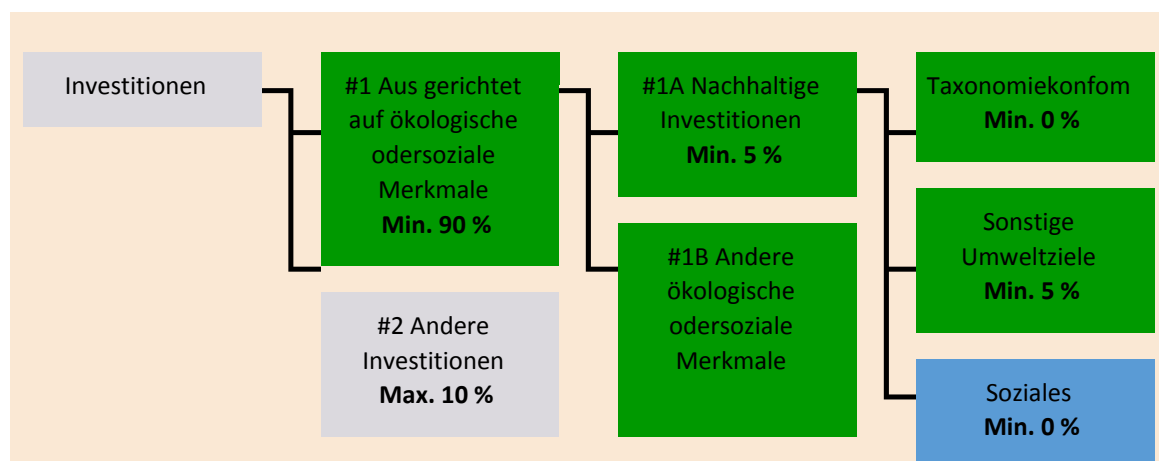 Investitionen
#1 Aus gerichtet
auf ökologische
odersoziale
Merkmale
Min. 90 %
#2 Andere
Investitionen
Max. 10 %
#1A Nachhaltige
Investitionen
Min. 5 %
#1B Andere
ökologische
odersoziale
Merkmale
Taxonomiekonfom
Min. 0 %
Sonstige
Umweltziele
Min. 5 %
Soziales
Min. 0 %